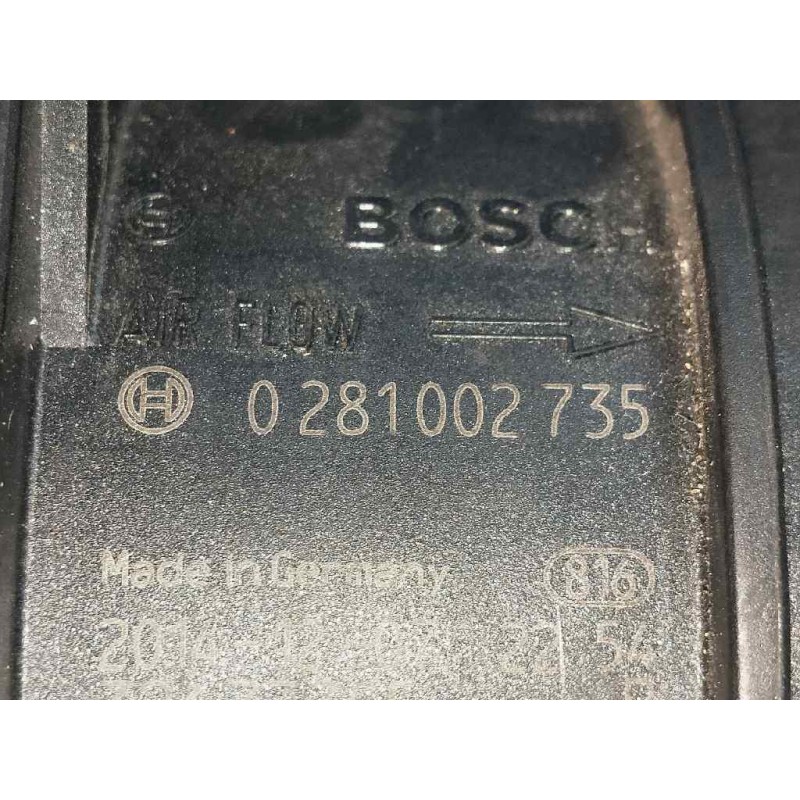 BOSCH
AIR FLOW
0 281 002 735
Made in Germany 816